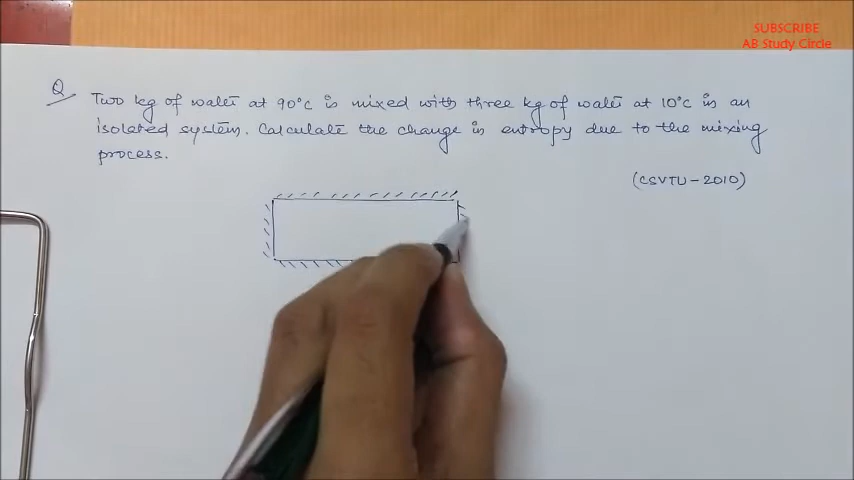 SUBSCRIBE
AB Study Circle
Q Two kg of water at 90°c is mixed with three kg of water at 10°c in an
isolated system. Calculate the change in entropy due to the mixing
process.
(CSVTU-2010)